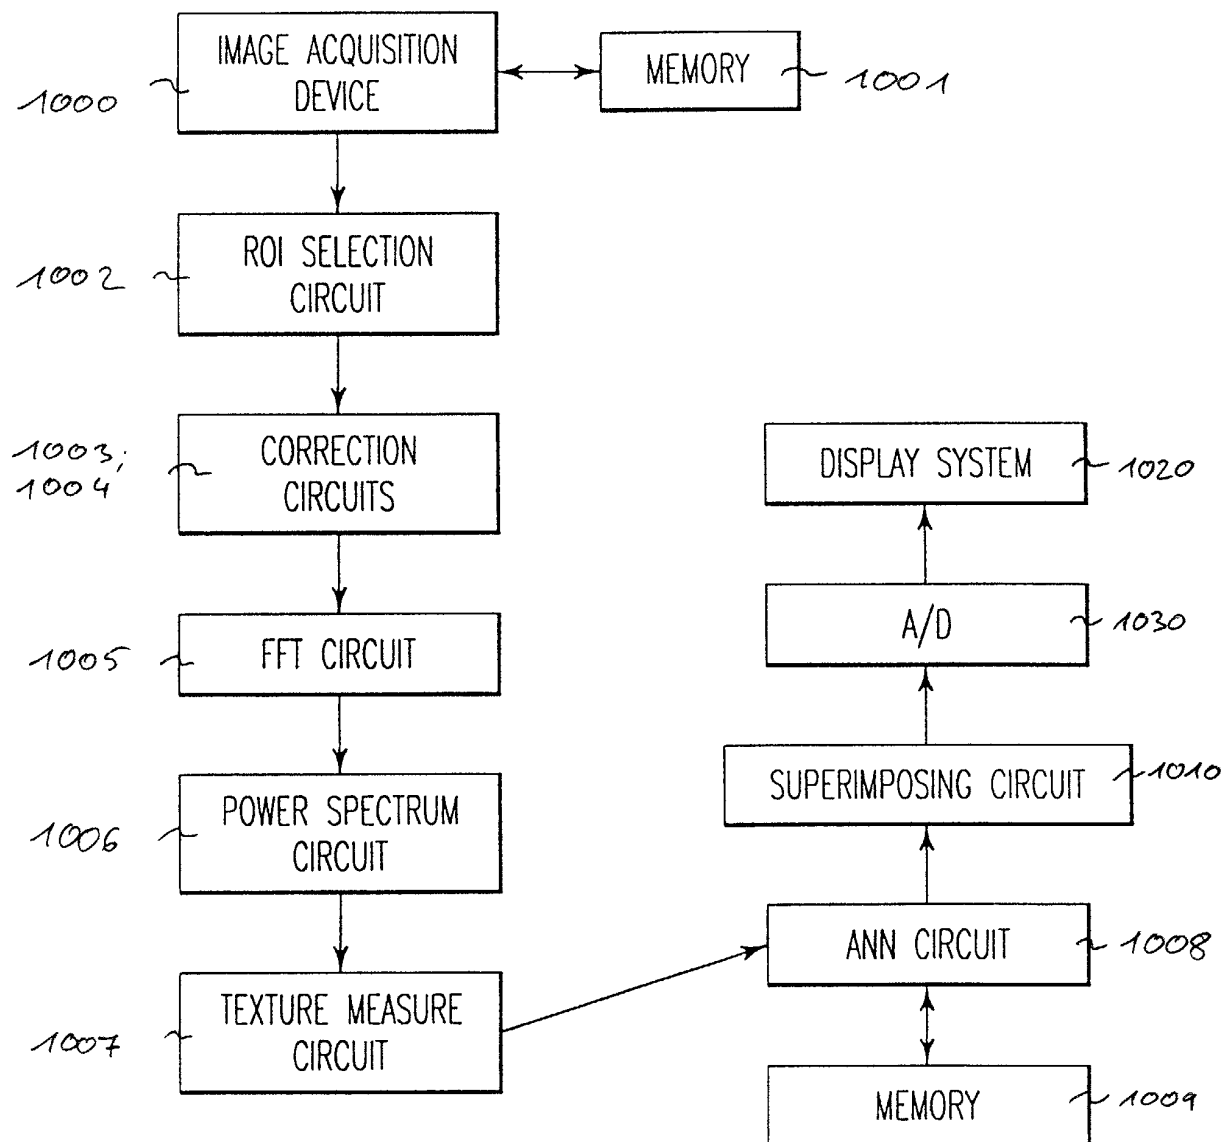 IMAGE ACQUISITION
DEVICE
1000
MEMORY
1001
ROI SELECTION
CIRCUIT
1002
CORRECTION
CIRCUITS
1003;
1004
FFT CIRCUIT
1005
POWER SPECTRUM
CIRCUIT
1006
TEXTURE MEASURE
CIRCUIT
1007
DISPLAY SYSTEM
1020
A/D
1030
SUPERIMPOSING CIRCUIT
1010
ANN CIRCUIT
1008
MEMORY
1009